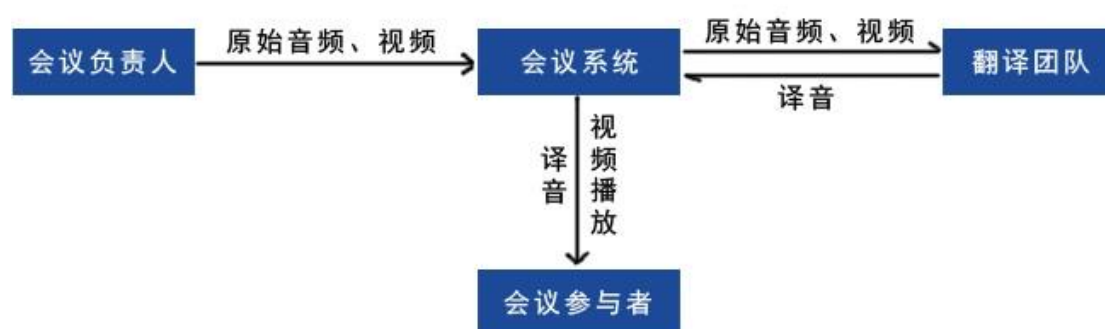 会议负责人
原始音频、视频
会议系统
原始音频、视频
翻译团队
译音
译音
视频播放
会议参与者